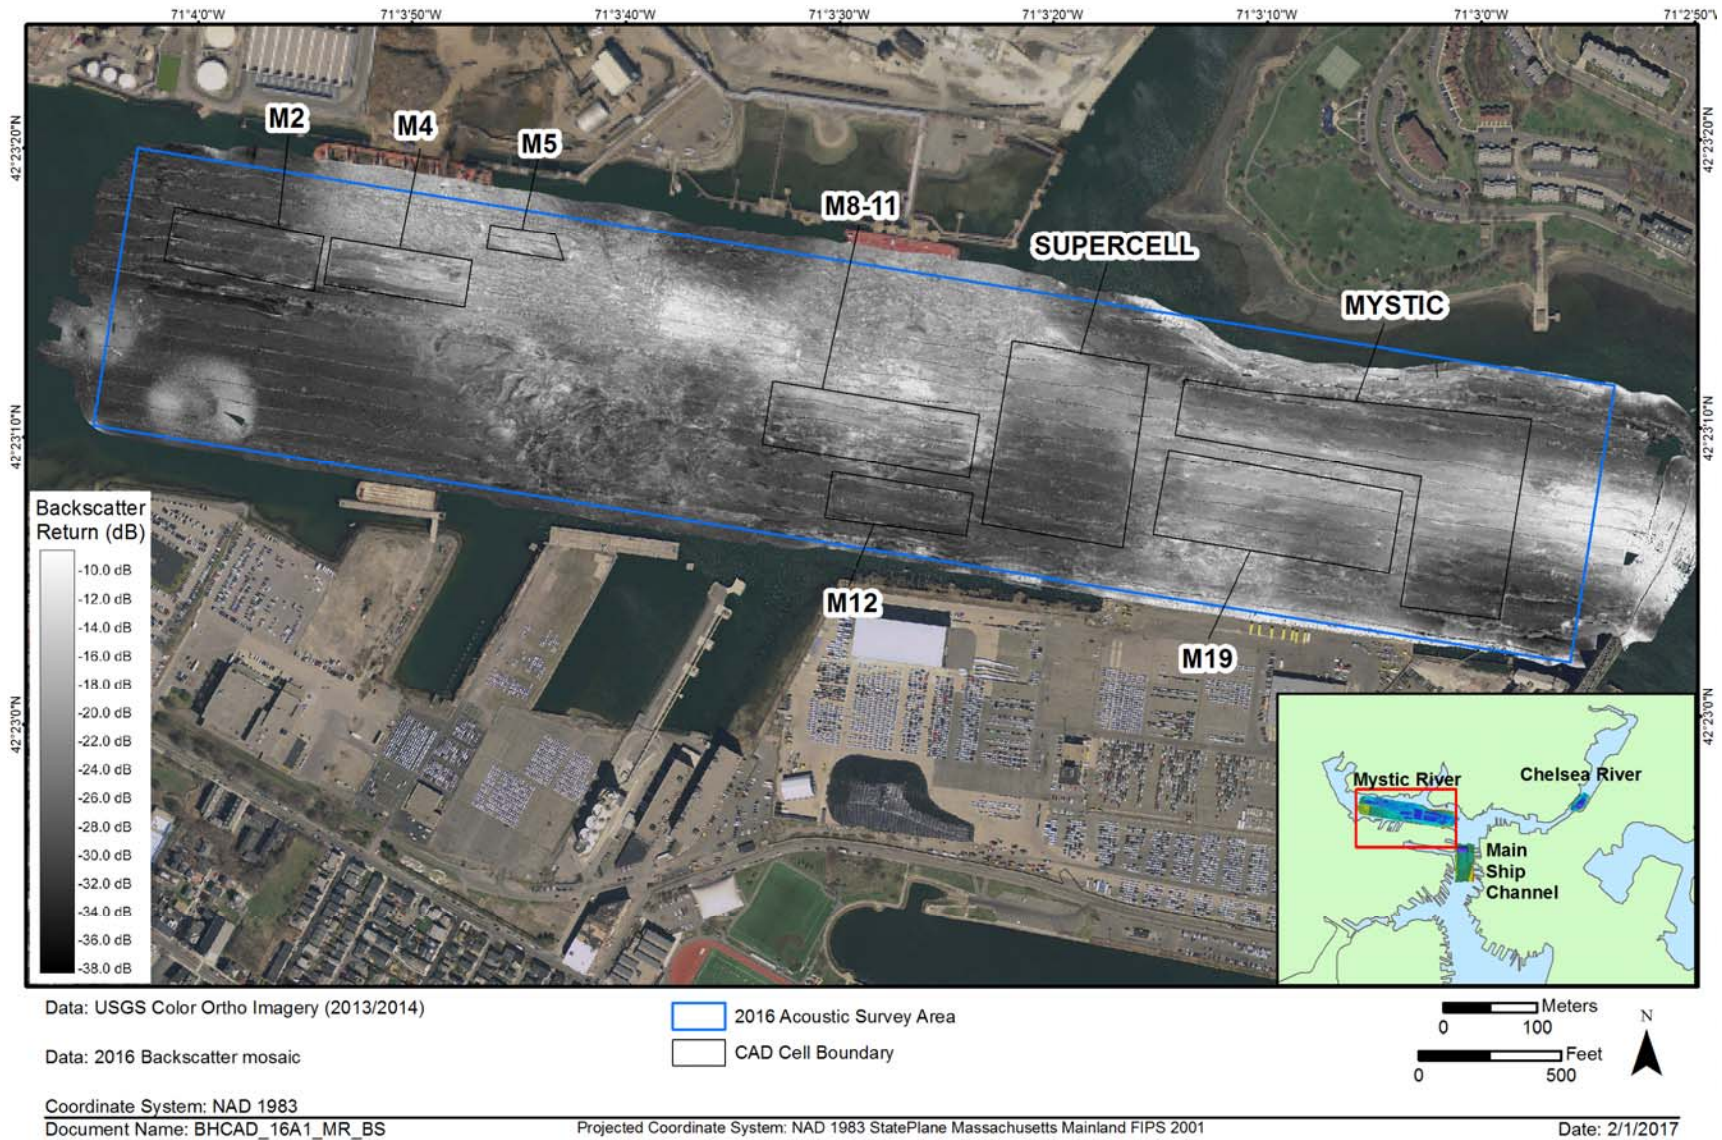 71°4'0"W
71°3'50"W
71°3'40"W
71°3'30"W
71°3'20"W
71°3'10"W
71°3'0"W
71°2'50"W
42°23'20"N
42°23'20"N
M2
M4
M5
M8-11
SUPERCELL
MYSTIC
42°23'10"N
42°23'10"N
Backscatter
Return (dB)
-10.0 dB
-12.0 dB
-14.0 dB
-16.0 dB
-18.0 dB
-20.0 dB
-22.0 dB
-24.0 dB
-26.0 dB
-28.0 dB
-30.0 dB
-32.0 dB
-34.0 dB
-36.0 dB
-38.0 dB
M12
M19
42°23'0"N
42°23'0"N
Mystic River
Chelsea River
Main
Ship
Channel
Data: USGS Color Ortho Imagery (2013/2014)
Data: 2016 Backscatter mosaic
2016 Acoustic Survey Area
CAD Cell Boundary
Meters
0 100
Feet
0 500
N
Coordinate System: NAD 1983
Document Name: BHCAD_16A1_MR_BS
Projected Coordinate System: NAD 1983 StatePlane Massachusetts Mainland FIPS 2001
Date: 2/1/2017